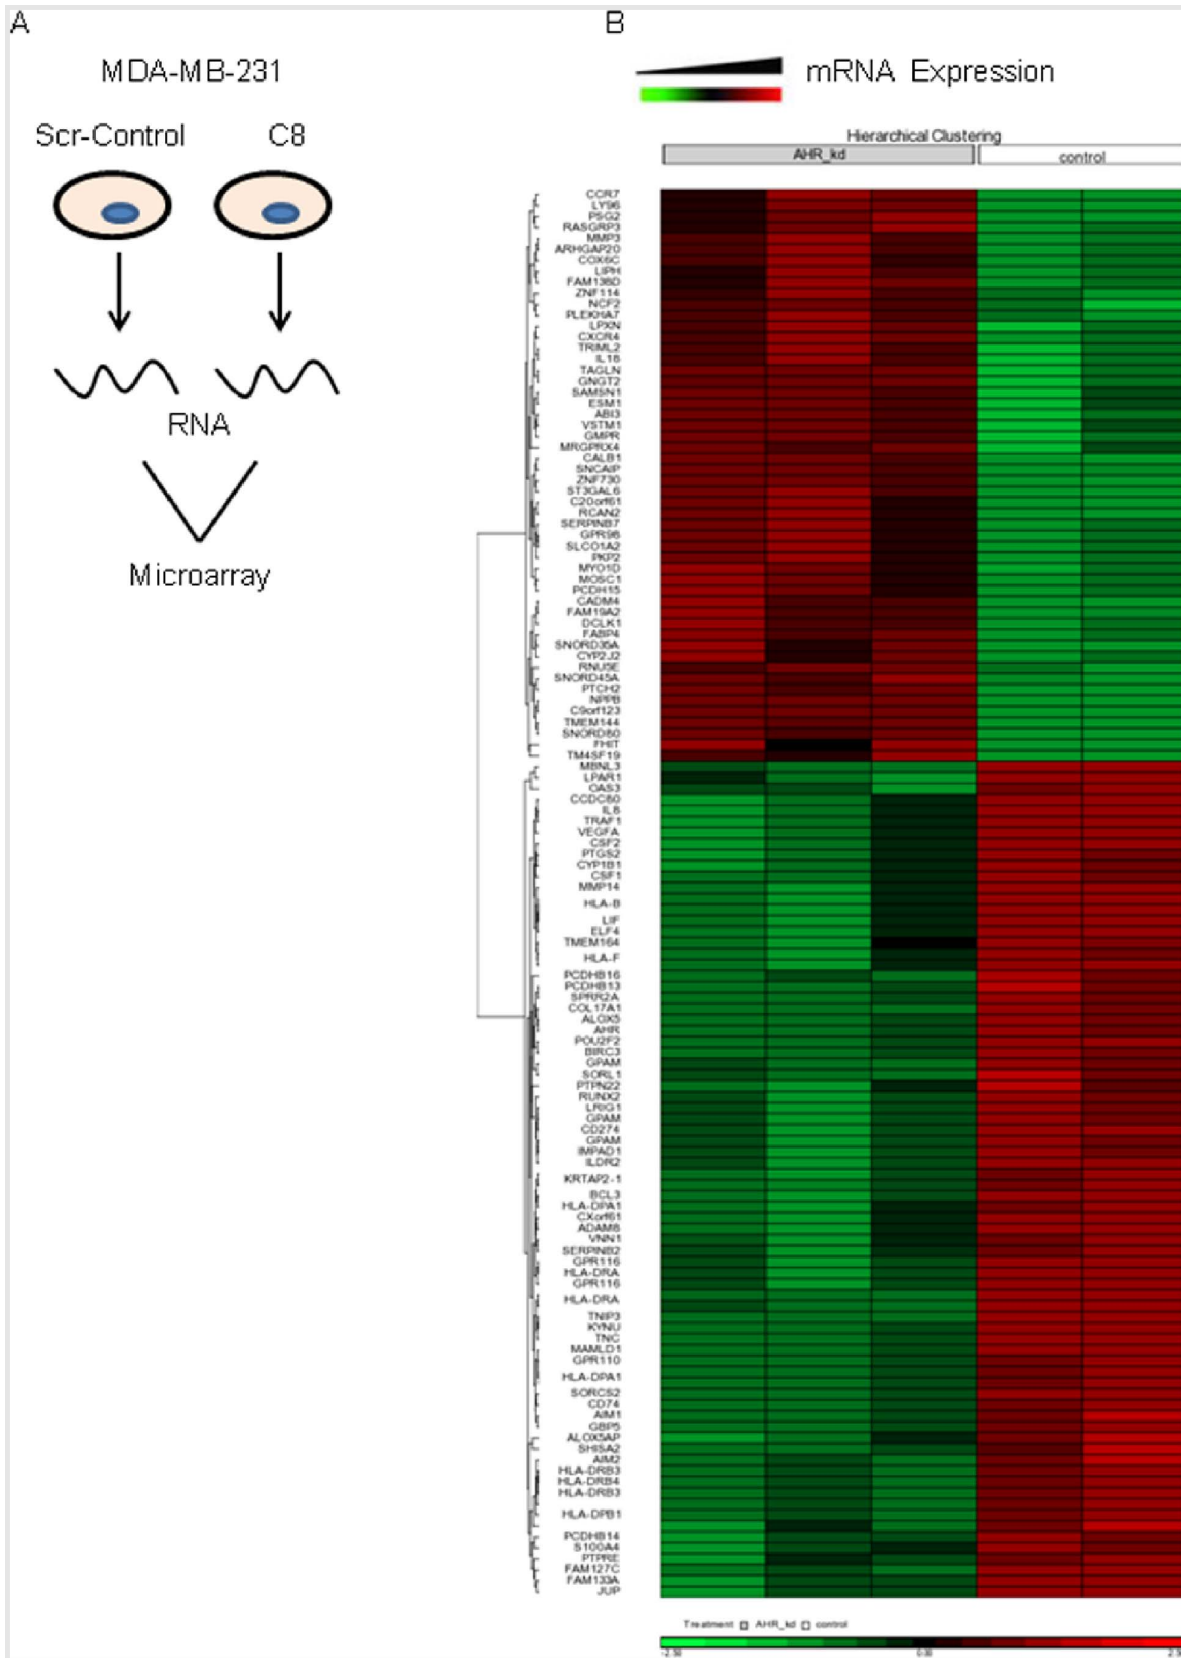 A
B
MDA-MB-231
mRNA Expression
Scr-Control
C8
Hierarchical Clustering
AHR_kd
control
RNA
Microarray
CCR7
LY96
PSG2
RASGRP3
MMP3
ARHGAP20
COX6C
LIPH
FAM138D
ZNF114
NCF2
PLEKHA7
LPXN
CXCR4
TRIML2
IL18
TAGLN
GNGT2
SAMSN1
ESM1
ABI3
VSTM1
GMPR
MRGPRX4
CALB1
SNCAIP
ZNF730
ST3GAL6
C20orf61
RCAN2
SERPINB7
GPR98
SLCO1A2
PKP2
MYO1D
MOSC1
PCDH15
CADM4
FAM19A2
DCLK1
FABP4
SNORD35A
CYP2J2
RNU5E
SNORD45A
PTCH2
NPPB
C9orf123
TMEM144
SNORD80
FHIT
TM4SF19
MBNL3
LPAR1
OAS3
CCDC80
IL8
TRAF1
VEGFA
CSF2
PTGS2
CYP1B1
CSF1
MMP14
HLA-B
LIF
ELF4
TMEM164
HLA-F
PCDHB16
PCDHB13
SPRR2A
COL17A1
ALOX5
AHR
POU2F2
BIRC3
GPAM
SORL1
PTPN22
RUNX2
LRIG1
GPAM
CD274
GPAM
IMPAD1
ILDR2
KRTAP2-1
BCL3
HLA-DPA1
CXorf61
ADAM8
VNN1
SERPINB2
GPR116
HLA-DRA
GPR116
HLA-DRA
TNIP3
KYNU
TNC
MAMLD1
GPR110
HLA-DPA1
SORCS2
CD74
AIM1
GBP5
ALOX5AP
SHISA2
AIM2
HLA-DRB3
HLA-DRB4
HLA-DRB3
HLA-DPB1
PCDHB14
S100A4
PTPRE
FAM127C
FAM133A
JUP
Treatment AHR_kd control
-2.50 0.00